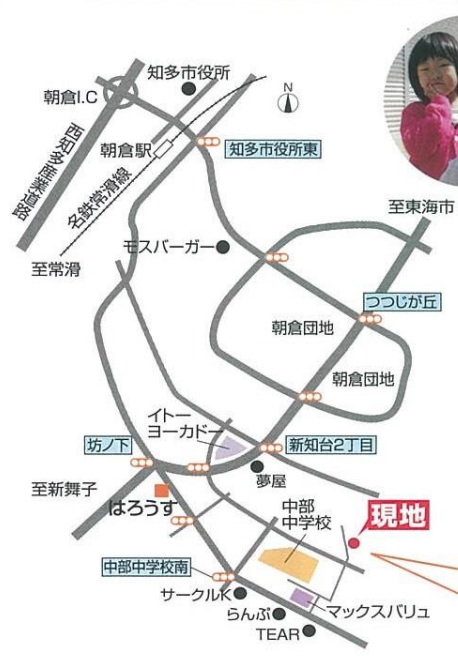 知多市役所
朝倉I.C
N
朝倉駅
知多市役所東
西知多産業道路
名鉄常滑線
至東海市
モスバーガー
至常滑
つつじが丘
朝倉団地
朝倉団地
イトー
ヨーカドー
坊ノ下
新知台2丁目
夢屋
至新舞子
はろうす
中部
中学校
現地
中部中学校南
サークルK
らんぷ
マックスバリュ
TEAR